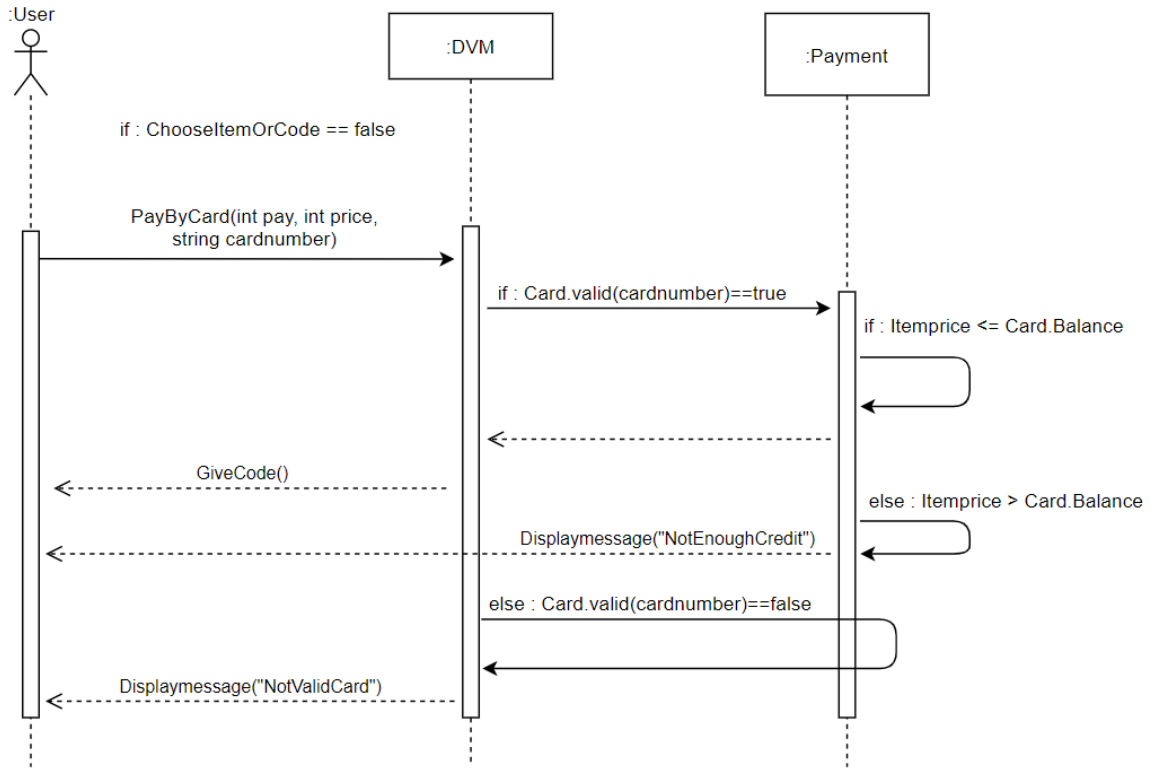 :User
:DVM
:Payment
if : ChooseItemOrCode == false
PayByCard(int pay, int price,
string cardnumber)
if : Card.valid(cardnumber)==true
if : Itemprice <= Card.Balance
GiveCode()
else : Itemprice > Card.Balance
Displaymessage("NotEnoughCredit")
else : Card.valid(cardnumber)==false
Displaymessage("NotValidCard")